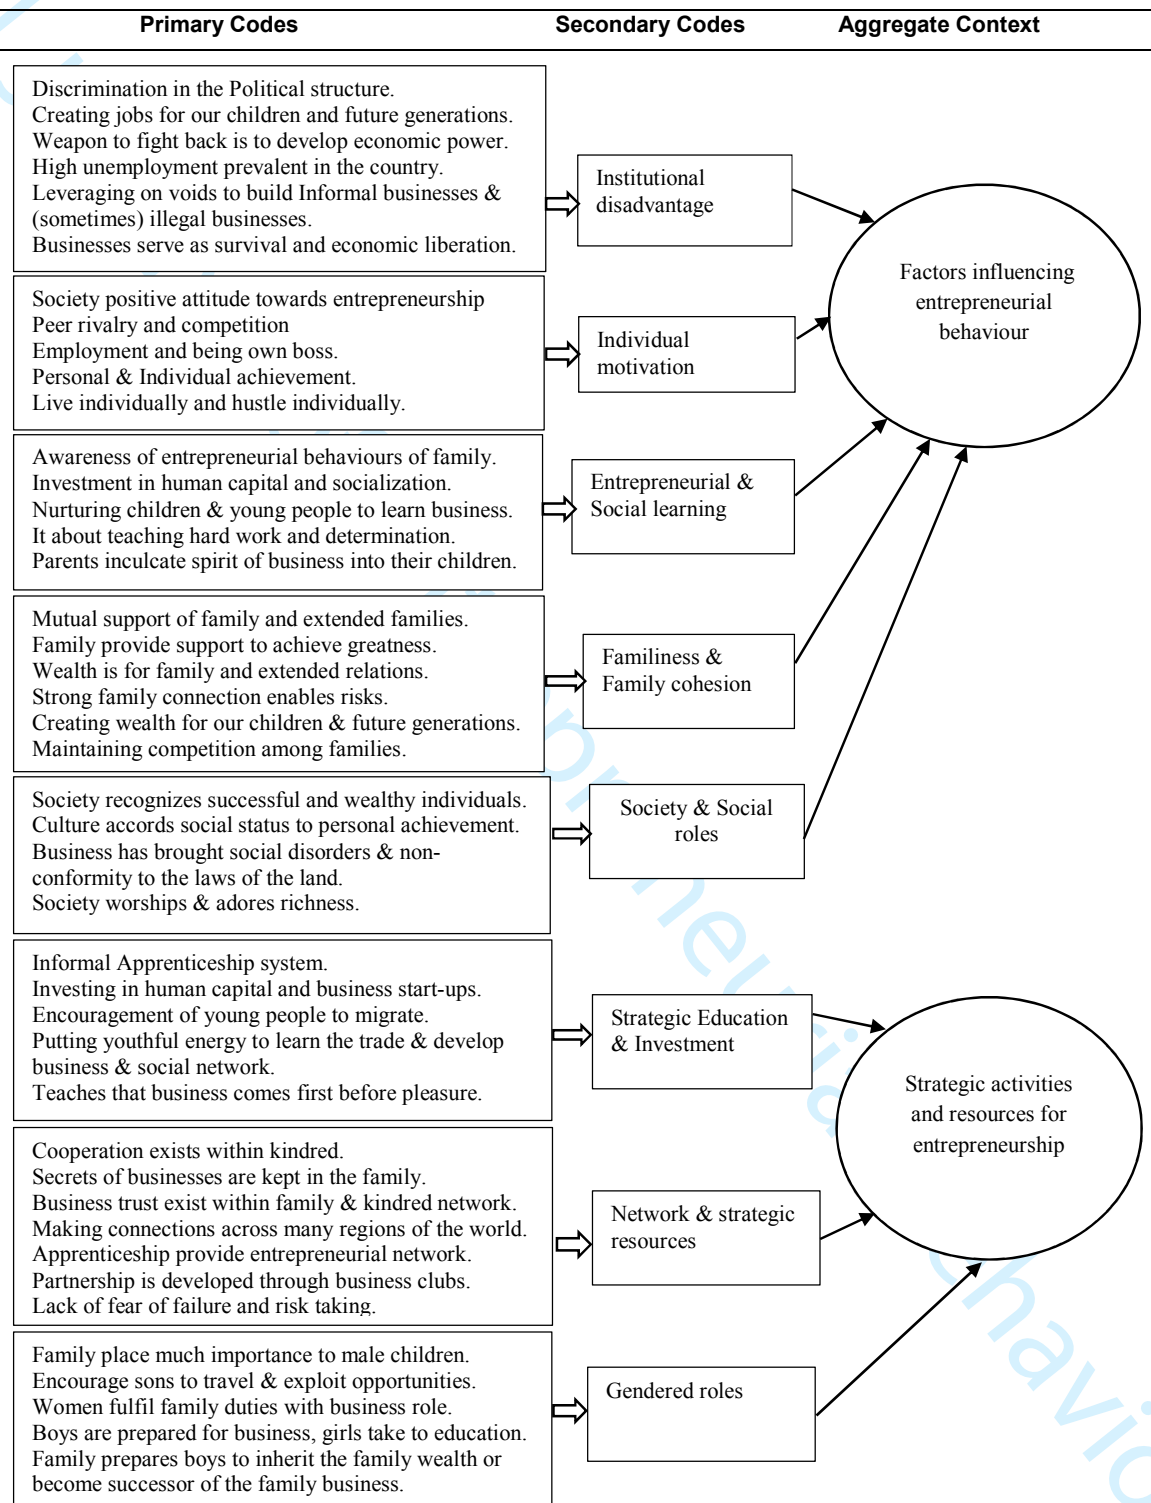 Primary Codes
Secondary Codes
Aggregate Context
Discrimination in the Political structure.
Creating jobs for our children and future generations.
Weapon to fight back is to develop economic power.
High unemployment prevalent in the country.
Leveraging on voids to build Informal businesses &
(sometimes) illegal businesses.
Businesses serve as survival and economic liberation.
Institutional
disadvantage
Society positive attitude towards entrepreneurship
Peer rivalry and competition
Employment and being own boss.
Personal & Individual achievement.
Live individually and hustle individually.
Individual
motivation
Awareness of entrepreneurial behaviours of family.
Investment in human capital and socialization.
Nurturing children & young people to learn business.
It about teaching hard work and determination.
Parents inculcate spirit of business into their children.
Entrepreneurial &
Social learning
Mutual support of family and extended families.
Family provide support to achieve greatness.
Wealth is for family and extended relations.
Strong family connection enables risks.
Creating wealth for our children & future generations.
Maintaining competition among families.
Familiness &
Family cohesion
Society recognizes successful and wealthy individuals.
Culture accords social status to personal achievement.
Business has brought social disorders & non-
conformity to the laws of the land.
Society worships & adores richness.
Society & Social
roles
Factors influencing
entrepreneurial
behaviour
Informal Apprenticeship system.
Investing in human capital and business start-ups.
Encouragement of young people to migrate.
Putting youthful energy to learn the trade & develop
business & social network.
Teaches that business comes first before pleasure.
Strategic Education
& Investment
Cooperation exists within kindred.
Secrets of businesses are kept in the family.
Business trust exist within family & kindred network.
Making connections across many regions of the world.
Apprenticeship provide entrepreneurial network.
Partnership is developed through business clubs.
Lack of fear of failure and risk taking.
Network & strategic
resources
Family place much importance to male children.
Encourage sons to travel & exploit opportunities.
Women fulfil family duties with business role.
Boys are prepared for business, girls take to education.
Family prepares boys to inherit the family wealth or
become successor of the family business.
Gendered roles
Strategic activities
and resources for
entrepreneurship